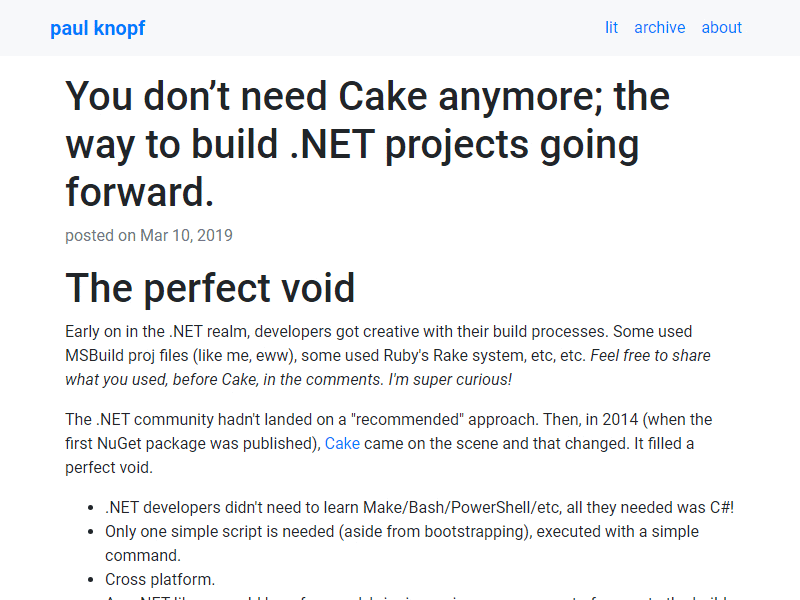 paul knopf
lit archive about
You don’t need Cake anymore; the
way to build .NET projects going
forward.
posted on Mar 10, 2019
The perfect void
Early on in the .NET realm, developers got creative with their build processes. Some used
MSBuild proj files (like me, eww), some used Ruby's Rake system, etc, etc. Feel free to share
what you used, before Cake, in the comments. I'm super curious!
The .NET community hadn't landed on a "recommended" approach. Then, in 2014 (when the
first NuGet package was published), Cake came on the scene and that changed. It filled a
perfect void.
.NET developers didn't need to learn Make/Bash/PowerShell/etc, all they needed was C#!
Only one simple script is needed (aside from bootstrapping), executed with a simple
command.
Cross platform.